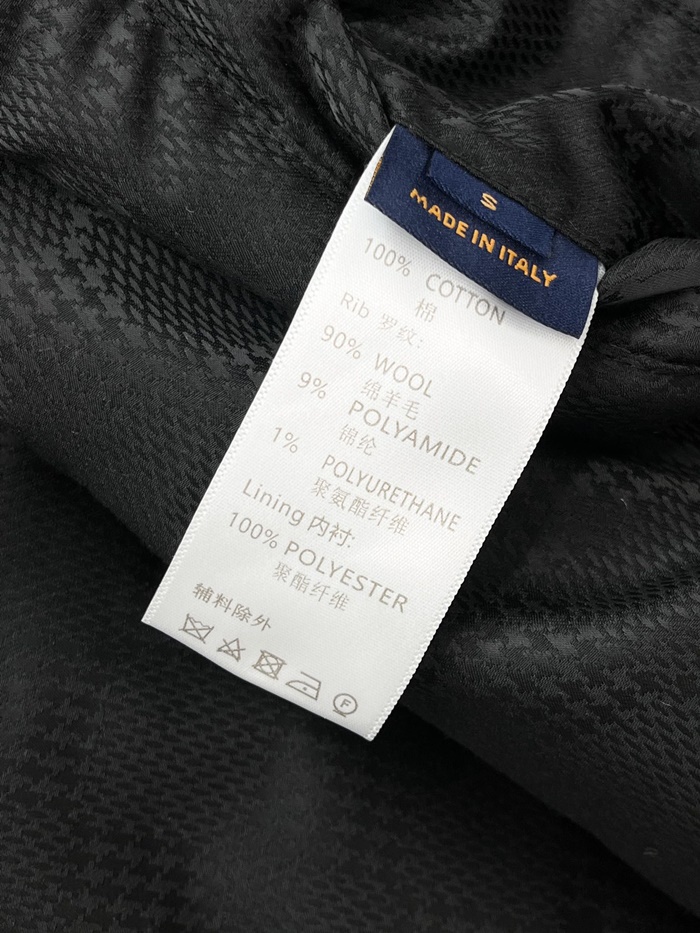 S
MADE IN ITALY
100% COTTON
棉
Rib 罗纹:
90% WOOL
绵羊毛
9% POLYAMIDE
锦纶
1% POLYURETHANE
聚氨酯纤维
Lining 内衬:
100% POLYESTER
聚酯纤维
辅料除外
F